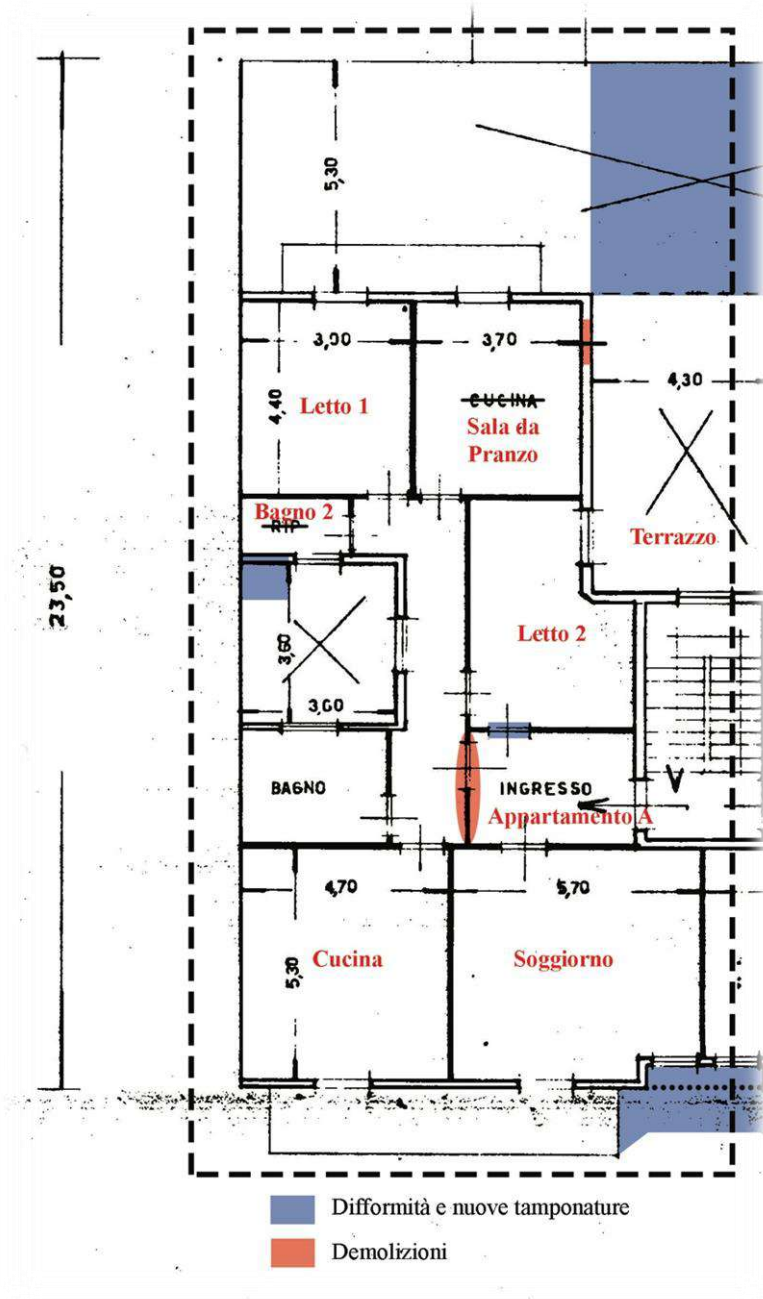 5,30
3,90
3,70
4,30
4,40
Letto 1
CUCINA
Sala da
Pranzo
Bagno 2
RIP
Terrazzo
23,50
Letto 2
3,60
3,60
BAGNO
INGRESSO
Appartamento A
4,70
5,70
5,30
Cucina
Soggiorno
Difformità e nuove tamponature
Demolizioni